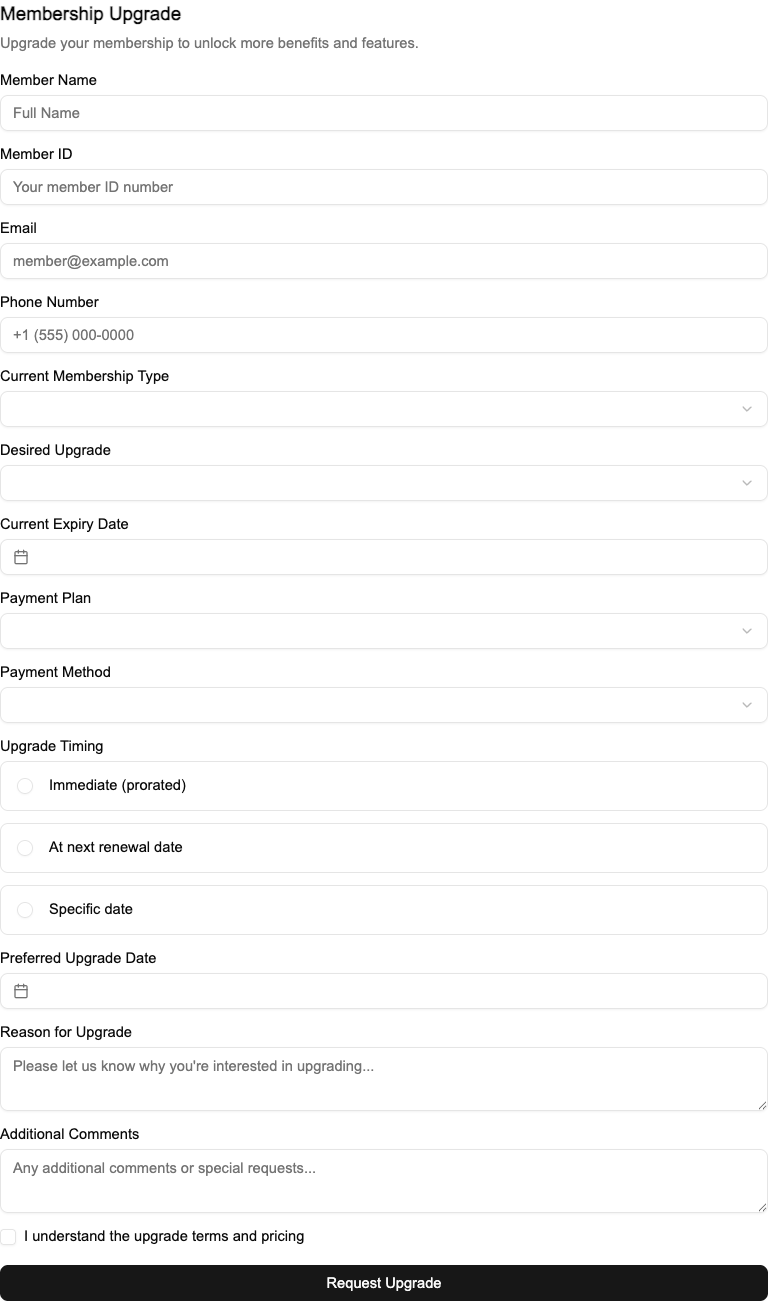 Membership Upgrade
Upgrade your membership to unlock more benefits and features.
Member Name
Full Name
Member ID
Your member ID number
Email
member@example.com
Phone Number
+1 (555) 000-0000
Current Membership Type
Desired Upgrade
Current Expiry Date
Payment Plan
Payment Method
Upgrade Timing
Immediate (prorated)
At next renewal date
Specific date
Preferred Upgrade Date
Reason for Upgrade
Please let us know why you're interested in upgrading...
Additional Comments
Any additional comments or special requests...
I understand the upgrade terms and pricing
Request Upgrade